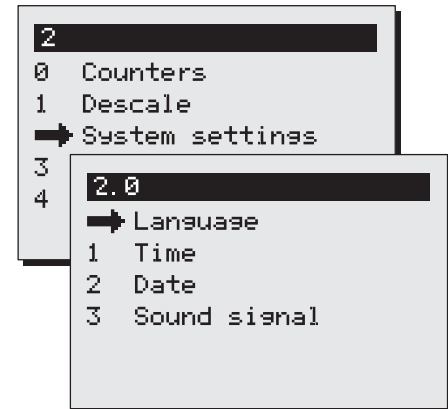 2
0 Counters
1 Descale
System settings
3
4
2.0
Language
1 Time
2 Date
3 Sound signal